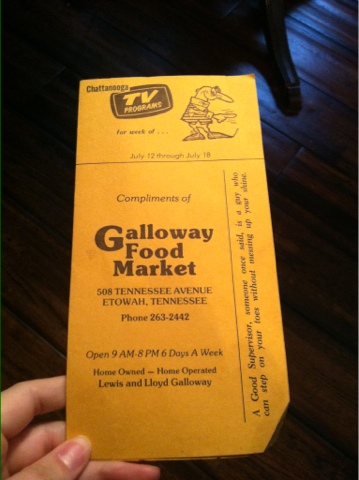 Chattanooga
TV
PROGRAMS
for week of . . .
July 12 through July 18
Compliments of
Galloway
Food
Market
508 TENNESSEE AVENUE
ETOWAH, TENNESSEE
Phone 263-2442
Open 9 AM-8 PM 6 Days A Week
Home Owned — Home Operated
Lewis and Lloyd Galloway
A Good Supervisor, someone once said, is a guy who
can step on your toes without messing up your shine.